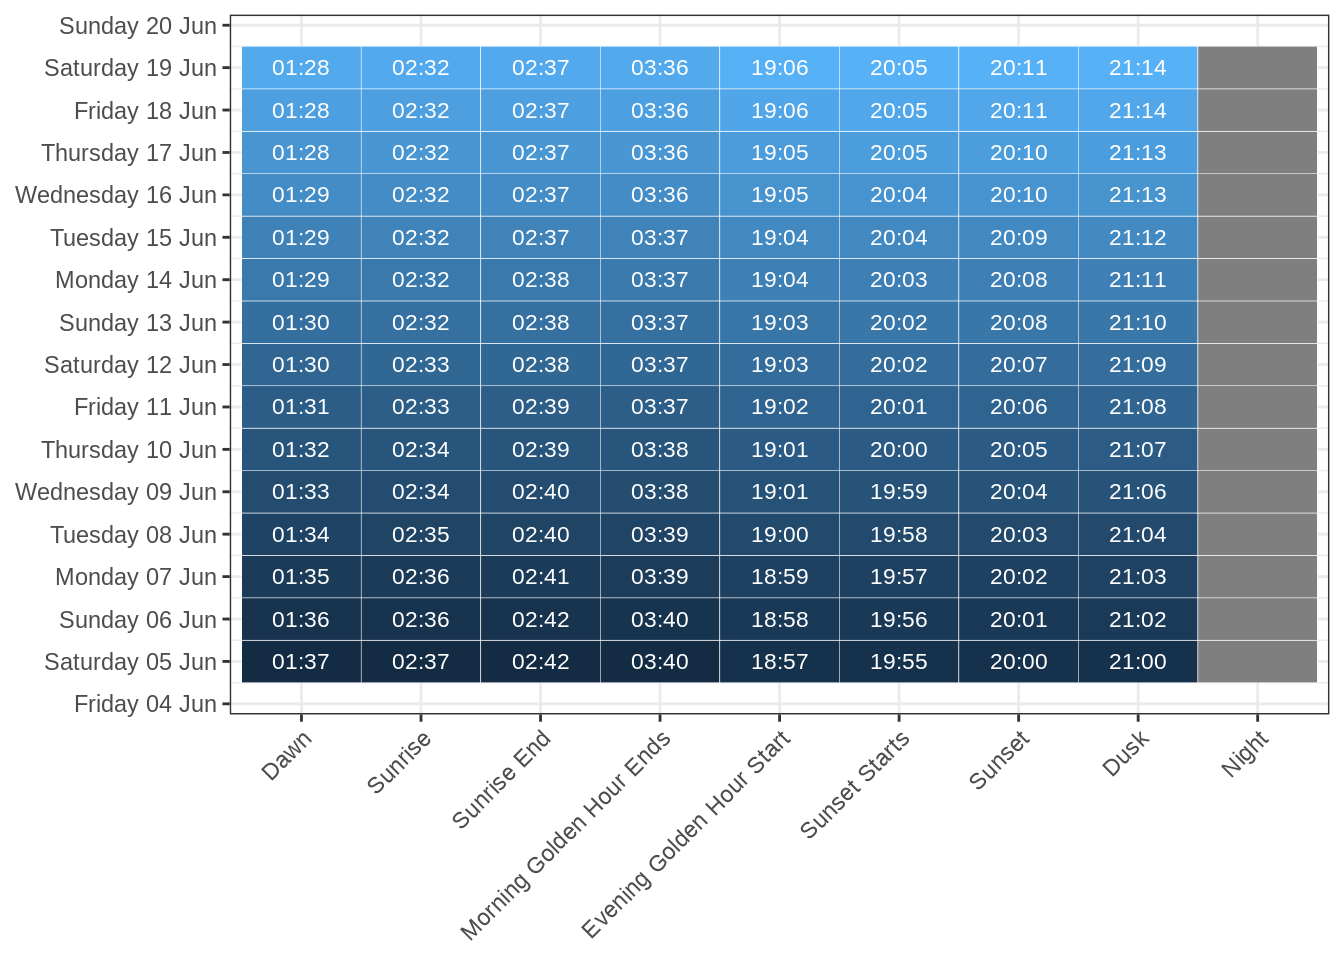 Sunday 20 Jun
Saturday 19 Jun 01:28 02:32 02:37 03:36 19:06 20:05 20:11 21:14
Friday 18 Jun 01:28 02:32 02:37 03:36 19:06 20:05 20:11 21:14
Thursday 17 Jun 01:28 02:32 02:37 03:36 19:05 20:05 20:10 21:13
Wednesday 16 Jun 01:29 02:32 02:37 03:36 19:05 20:04 20:10 21:13
Tuesday 15 Jun 01:29 02:32 02:37 03:37 19:04 20:04 20:09 21:12
Monday 14 Jun 01:29 02:32 02:38 03:37 19:04 20:03 20:08 21:11
Sunday 13 Jun 01:30 02:32 02:38 03:37 19:03 20:02 20:08 21:10
Saturday 12 Jun 01:30 02:33 02:38 03:37 19:03 20:02 20:07 21:09
Friday 11 Jun 01:31 02:33 02:39 03:37 19:02 20:01 20:06 21:08
Thursday 10 Jun 01:32 02:34 02:39 03:38 19:01 20:00 20:05 21:07
Wednesday 09 Jun 01:33 02:34 02:40 03:38 19:01 19:59 20:04 21:06
Tuesday 08 Jun 01:34 02:35 02:40 03:39 19:00 19:58 20:03 21:04
Monday 07 Jun 01:35 02:36 02:41 03:39 18:59 19:57 20:02 21:03
Sunday 06 Jun 01:36 02:36 02:42 03:40 18:58 19:56 20:01 21:02
Saturday 05 Jun 01:37 02:37 02:42 03:40 18:57 19:55 20:00 21:00
Friday 04 Jun
Dawn
Sunrise
Sunrise End
Morning Golden Hour Ends
Evening Golden Hour Start
Sunset Starts
Sunset
Dusk
Night